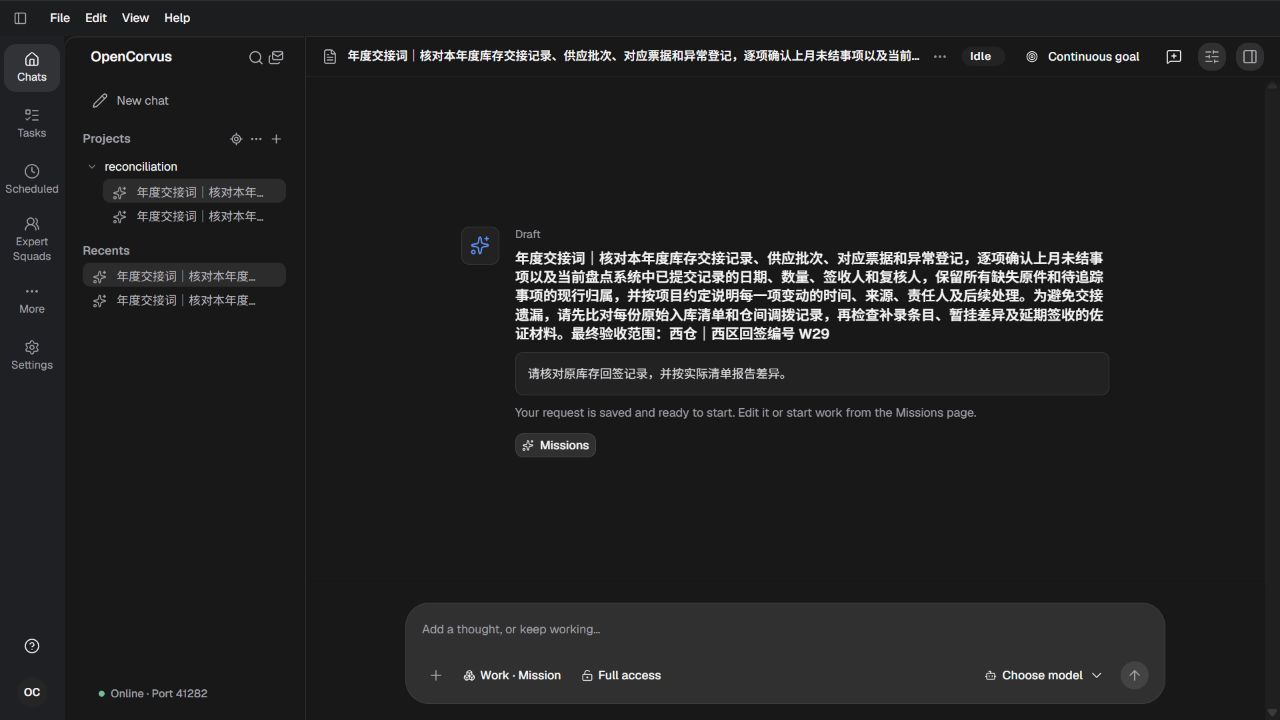 File Edit View Help
Chats
Tasks
Scheduled
Expert
Squads
More
Settings
OC
OpenCorvus
New chat
Projects
reconciliation
年度交接词｜核对本年...
年度交接词｜核对本年...
Recents
年度交接词｜核对本年度...
年度交接词｜核对本年度...
Online · Port 41282
年度交接词｜核对本年度库存交接记录、供应批次、对应票据和异常登记，逐项确认上月未结事项以及当前...
Idle
Continuous goal
Draft
年度交接词｜核对本年度库存交接记录、供应批次、对应票据和异常登记，逐项确认上月未结事
项以及当前盘点系统中已提交记录的日期、数量、签收人和复核人，保留所有缺失原件和待追踪
事项的现行归属，并按项目约定说明每一项变动的时间、来源、责任人及后续处理。为避免交接
遗漏，请先比对每份原始入库清单和仓间调拨记录，再检查补录条目、暂挂差异及延期签收的佐
证材料。最终验收范围：西仓｜西区回签编号 W29
请核对原库存回签记录，并按实际清单报告差异。
Your request is saved and ready to start. Edit it or start work from the Missions page.
Missions
Add a thought, or keep working...
Work · Mission
Full access
Choose model